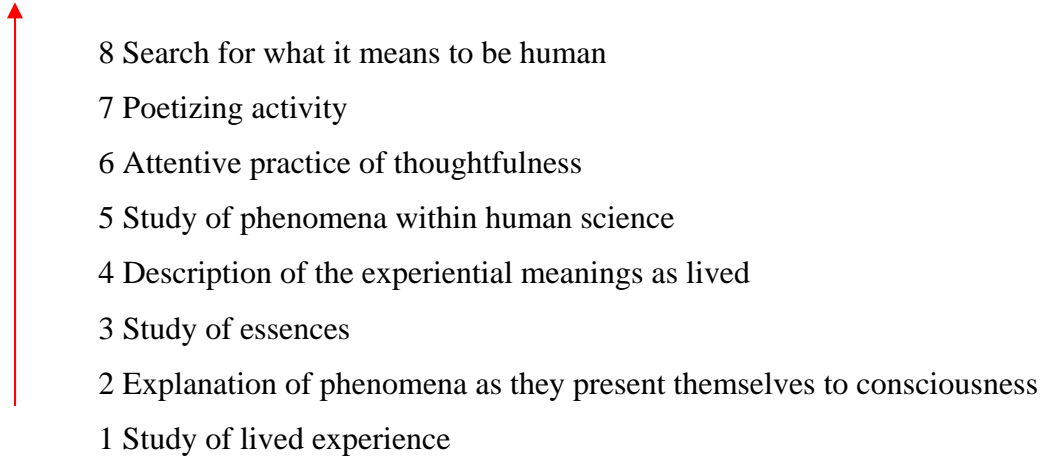 8 Search for what it means to be human
7 Poetizing activity
6 Attentive practice of thoughtfulness
5 Study of phenomena within human science
4 Description of the experiential meanings as lived
3 Study of essences
2 Explanation of phenomena as they present themselves to consciousness
1 Study of lived experience